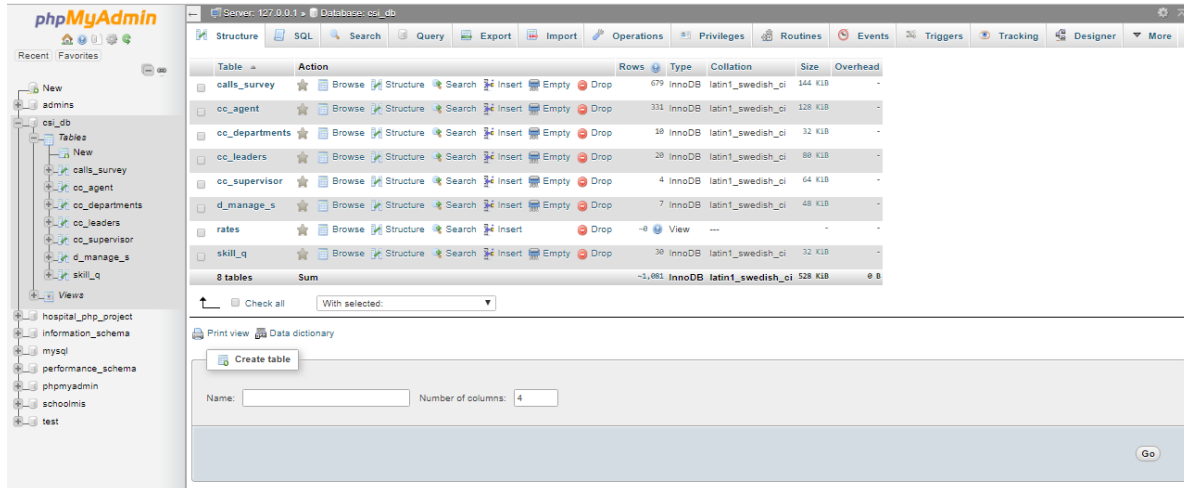 phpMyAdmin
Recent Favorites
New
admins
csi_db
Tables
New
calls_survey
cc_agent
cc_departments
cc_leaders
cc_supervisor
d_manage_s
skill_q
Views
hospital_php_project
information_schema
mysql
performance_schema
phpmyadmin
schoolmis
test
Server: 127.0.0.1 » Database: csi_db
Structure SQL Search Query Export Import Operations Privileges Routines Events Triggers Tracking Designer More
Table Action Rows Type Collation Size Overhead
calls_survey Browse Structure Search Insert Empty Drop 679 InnoDB latin1_swedish_ci 144 KiB -
cc_agent Browse Structure Search Insert Empty Drop 331 InnoDB latin1_swedish_ci 128 KiB -
cc_departments Browse Structure Search Insert Empty Drop 10 InnoDB latin1_swedish_ci 32 KiB -
cc_leaders Browse Structure Search Insert Empty Drop 20 InnoDB latin1_swedish_ci 80 KiB -
cc_supervisor Browse Structure Search Insert Empty Drop 4 InnoDB latin1_swedish_ci 64 KiB -
d_manage_s Browse Structure Search Insert Empty Drop 7 InnoDB latin1_swedish_ci 48 KiB -
rates Browse Structure Search Insert Drop ~0 View --- - -
skill_q Browse Structure Search Insert Empty Drop 30 InnoDB latin1_swedish_ci 32 KiB -
8 tables Sum ~1,081 InnoDB latin1_swedish_ci 528 KiB 0 B
Check all With selected:
Print view Data dictionary
Create table
Name: Number of columns: 4
Go